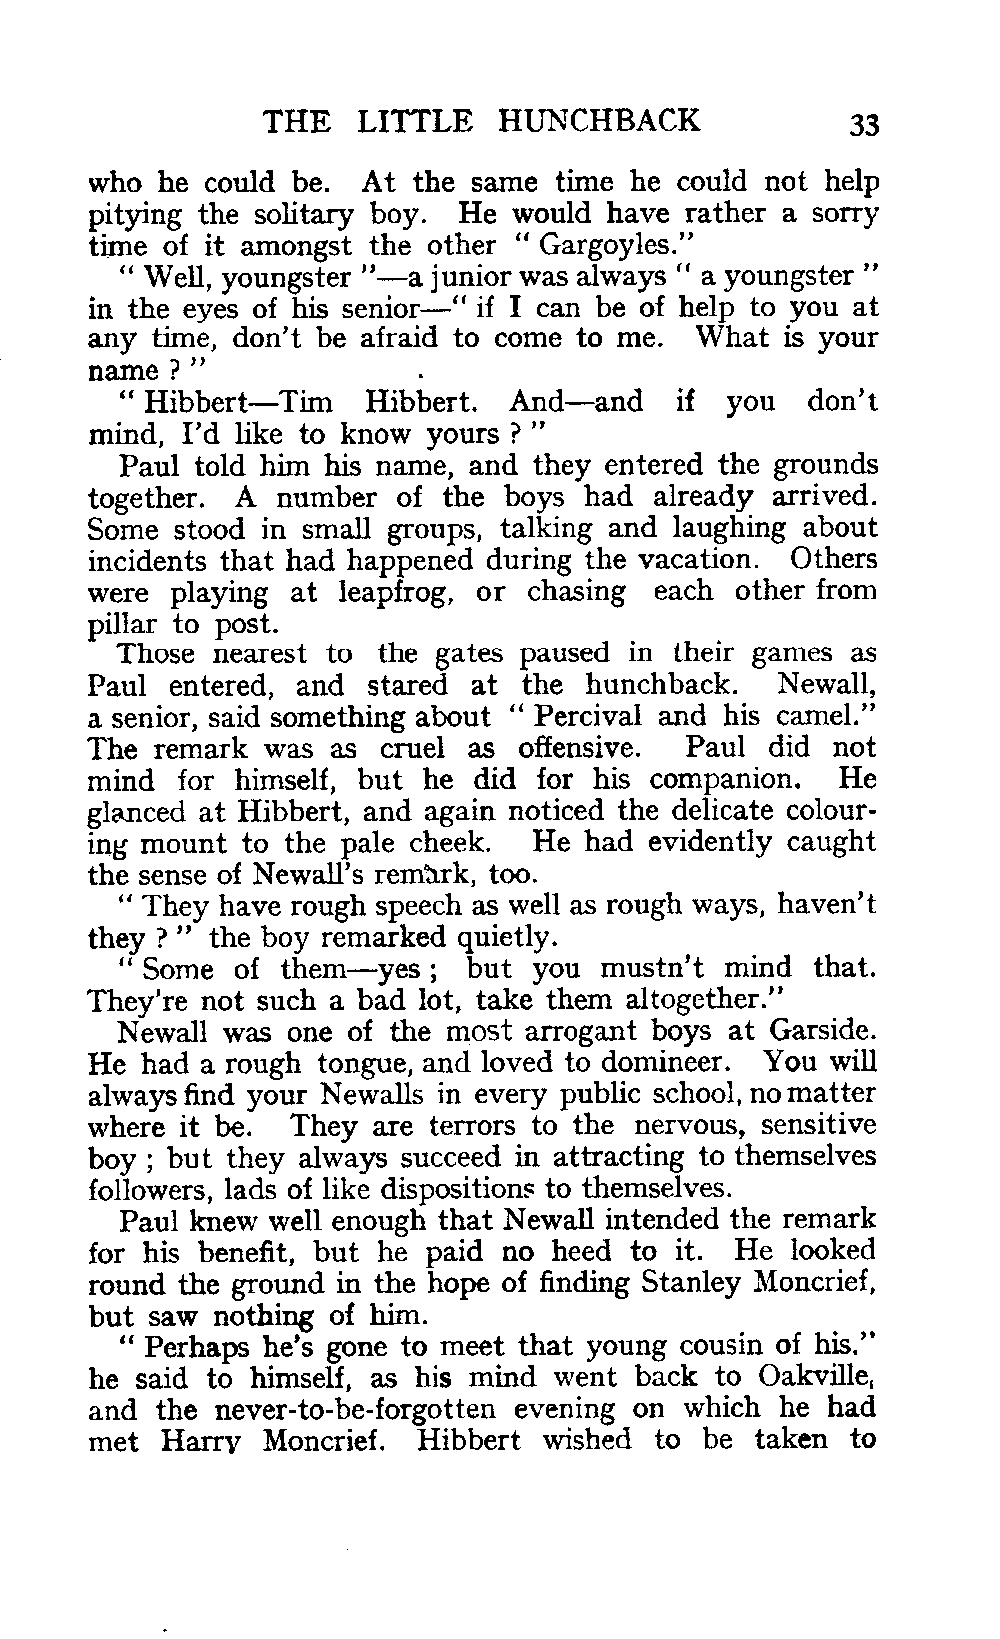 THE LITTLE HUNCHBACK 33
who he could be. At the same time he could not help
pitying the solitary boy. He would have rather a sorry
time of it amongst the other “ Gargoyles.”
“ Well, youngster ”—a junior was always “ a youngster ”
in the eyes of his senior—“ if I can be of help to you at
any time, don't be afraid to come to me. What is your
name ? ”
“ Hibbert—Tim Hibbert. And—and if you don't
mind, I'd like to know yours ? ”
Paul told him his name, and they entered the grounds
together. A number of the boys had already arrived.
Some stood in small groups, talking and laughing about
incidents that had happened during the vacation. Others
were playing at leapfrog, or chasing each other from
pillar to post.
Those nearest to the gates paused in their games as
Paul entered, and stared at the hunchback. Newall,
a senior, said something about “ Percival and his camel.”
The remark was as cruel as offensive. Paul did not
mind for himself, but he did for his companion. He
glanced at Hibbert, and again noticed the delicate colour-
ing mount to the pale cheek. He had evidently caught
the sense of Newall's remark, too.
“ They have rough speech as well as rough ways, haven't
they ? ” the boy remarked quietly.
“ Some of them—yes ; but you mustn't mind that.
They're not such a bad lot, take them altogether.”
Newall was one of the most arrogant boys at Garside.
He had a rough tongue, and loved to domineer. You will
always find your Newalls in every public school, no matter
where it be. They are terrors to the nervous, sensitive
boy ; but they always succeed in attracting to themselves
followers, lads of like dispositions to themselves.
Paul knew well enough that Newall intended the remark
for his benefit, but he paid no heed to it. He looked
round the ground in the hope of finding Stanley Moncrief,
but saw nothing of him.
“ Perhaps he's gone to meet that young cousin of his.”
he said to himself, as his mind went back to Oakville,
and the never-to-be-forgotten evening on which he had
met Harry Moncrief. Hibbert wished to be taken to